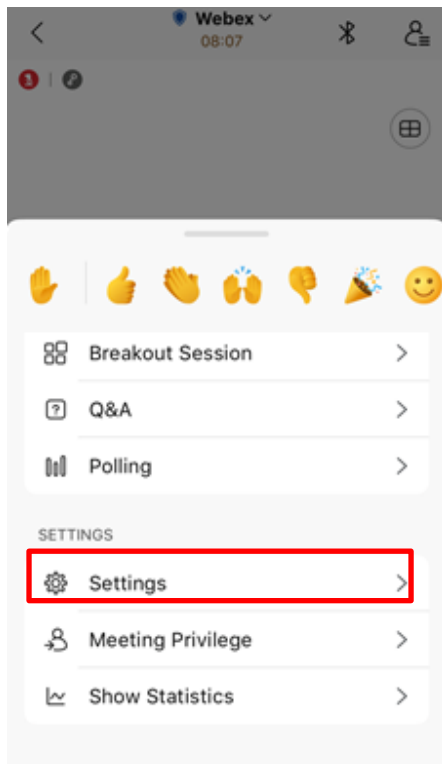 Webex
08:07
Breakout Session
Q&A
Polling
SETTINGS
Settings
Meeting Privilege
Show Statistics